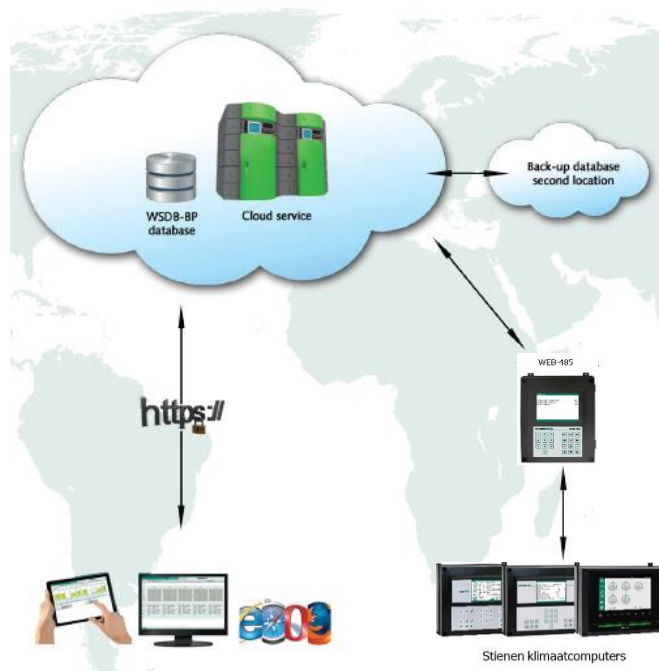 Back-up database
second location
WSDB-BP
database
Cloud service
WEB-485
https://
Stienen klimaatcomputers